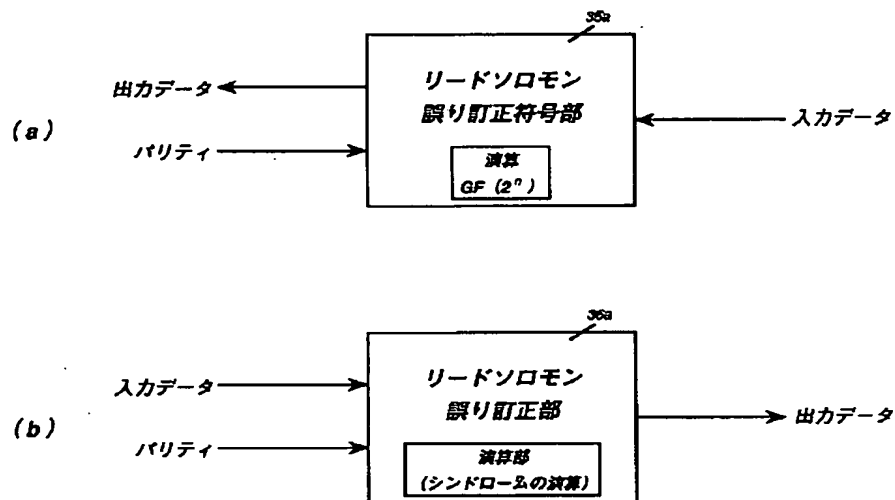 35a
リードソロモン
誤り訂正符号部
出力データ
入力データ
(a)
パリティ
演算
GF (2ⁿ)
36a
リードソロモン
誤り訂正部
入力データ
出力データ
(b)
パリティ
演算部
(シンドロームの演算)